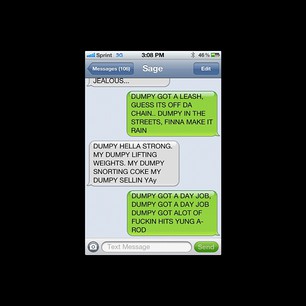 Sprint 3G 3:08 PM 46%
Messages (100) Sage Edit
JEALOUS...
DUMPY GOT A LEASH,
GUESS ITS OFF DA
CHAIN.. DUMPY IN THE
STREETS, FINNA MAKE IT
RAIN
DUMPY HELLA STRONG.
MY DUMPY LIFTING
WEIGHTS. MY DUMPY
SNORTING COKE MY
DUMPY SELLIN YAy
DUMPY GOT A DAY JOB,
DUMPY GOT A DAY JOB
DUMPY GOT ALOT OF
FUCKIN HITS YUNG A-
ROD
Text Message Send